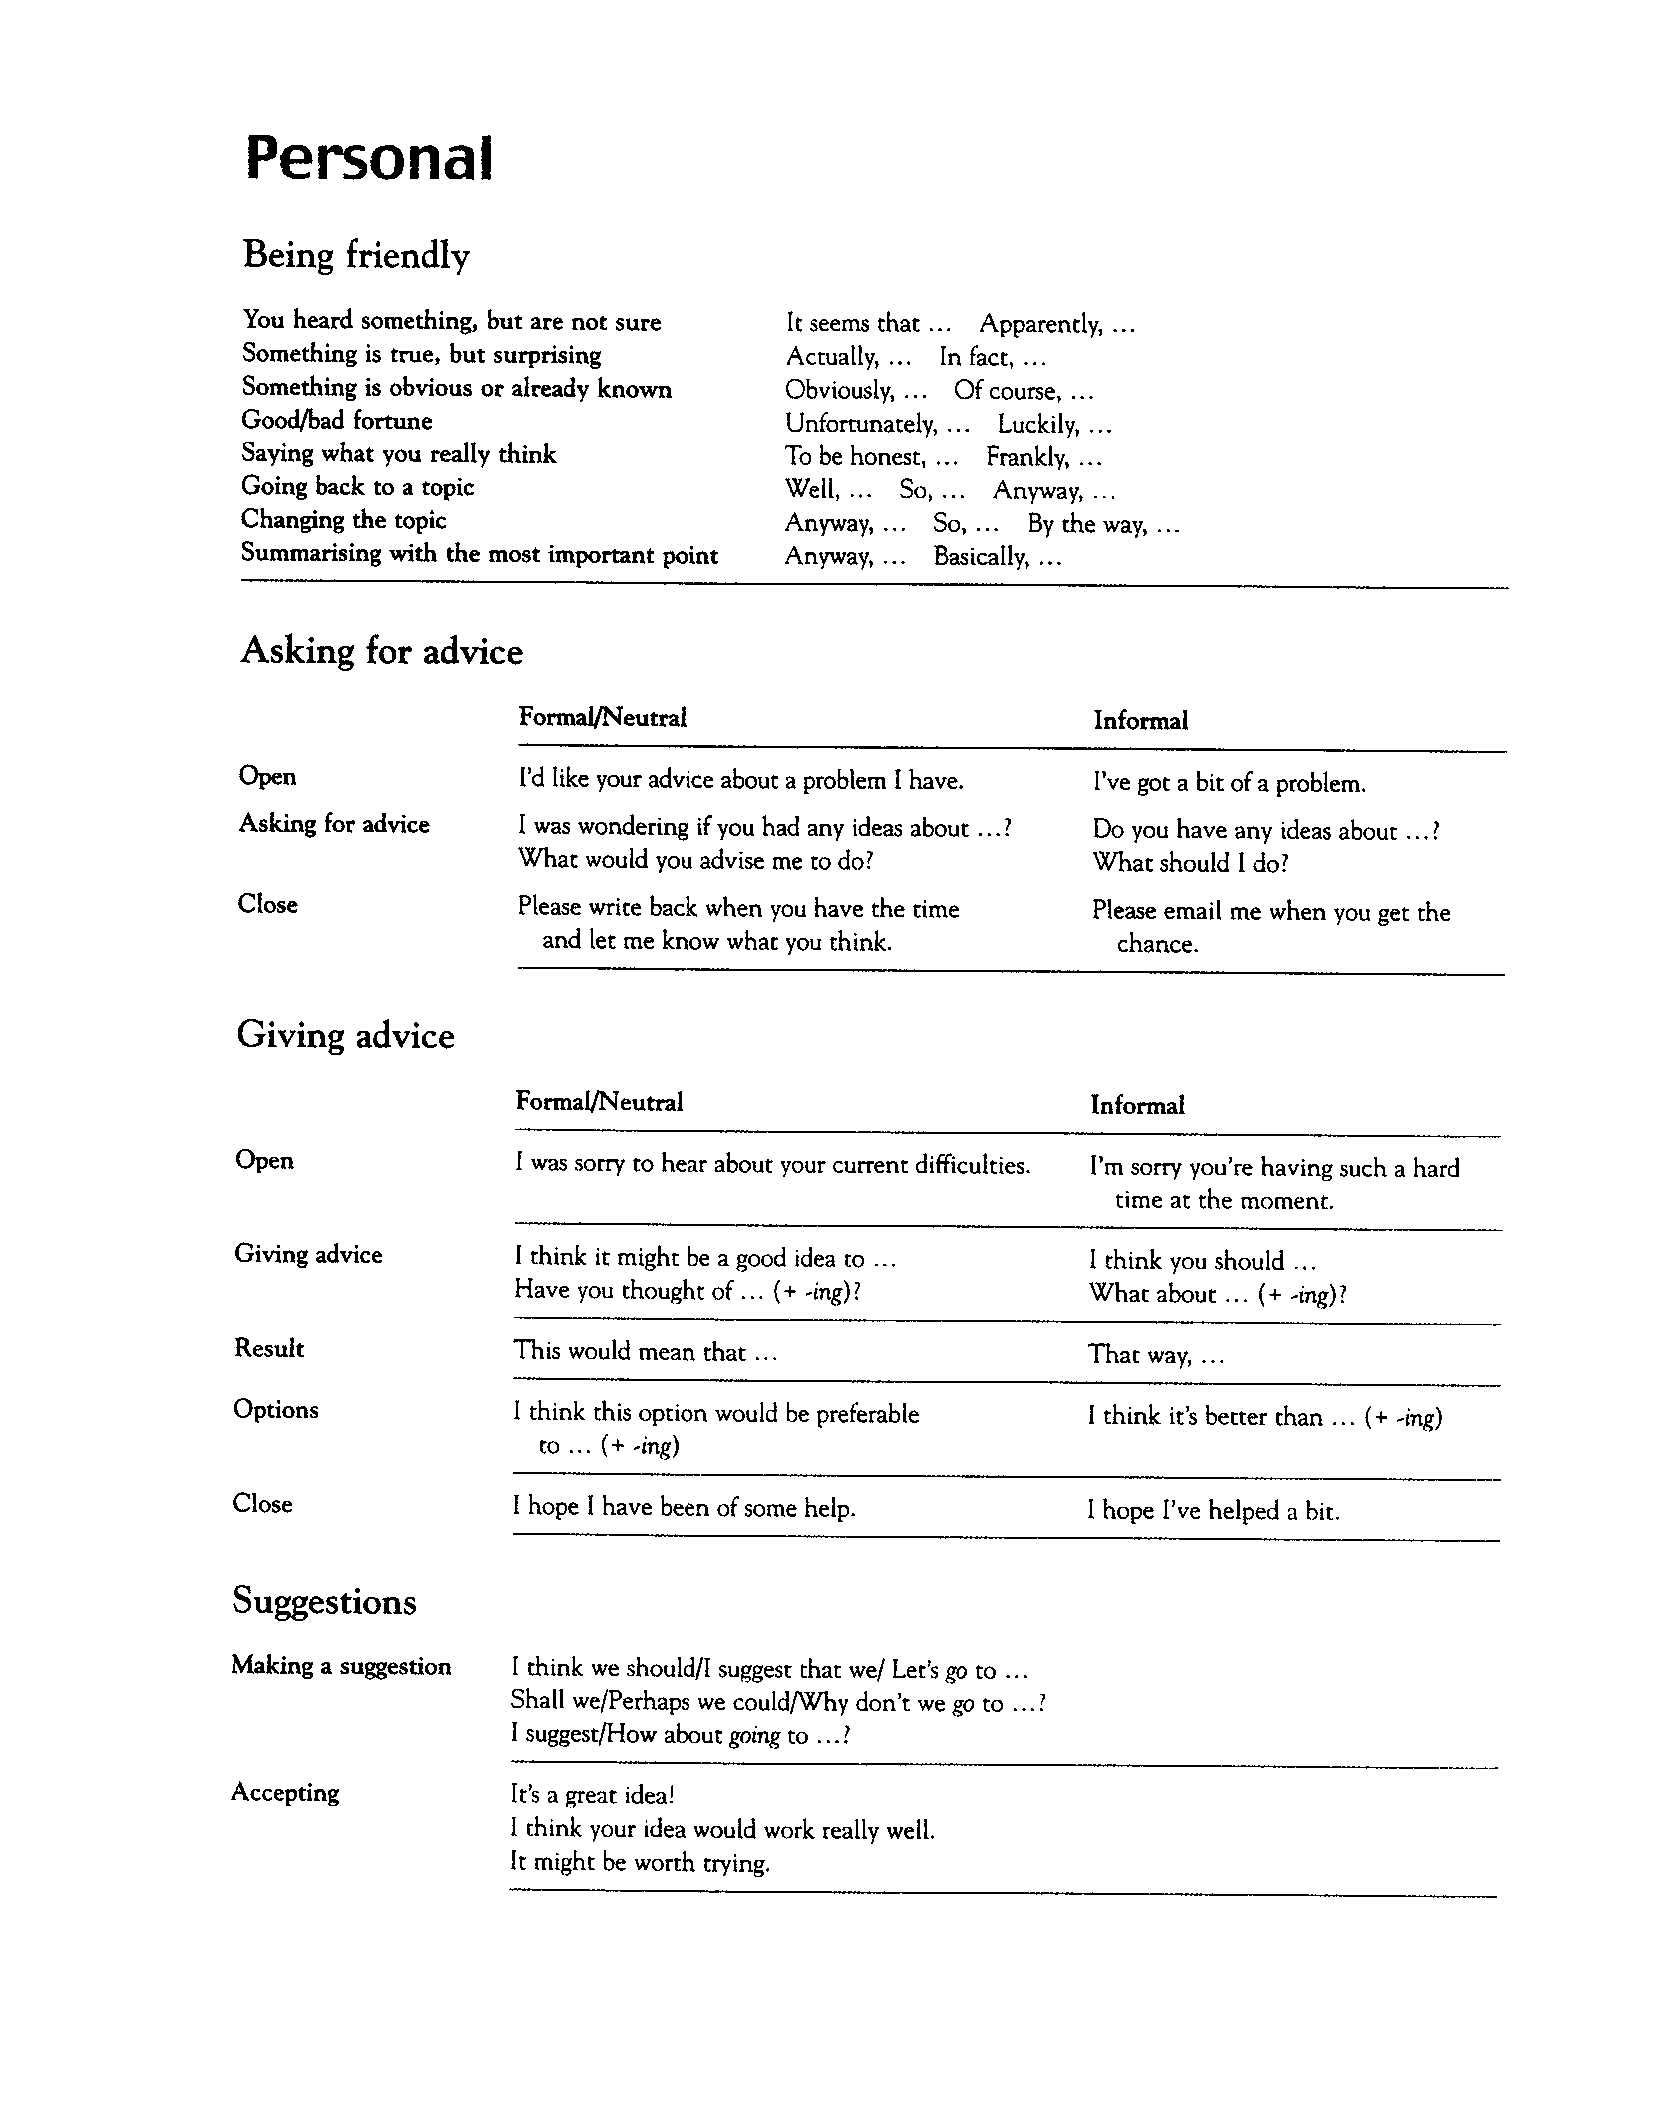 Personal
Being friendly
You heard something, but are not sure It seems that ... Apparently, ...
Something is true, but surprising Actually, ... In fact, ...
Something is obvious or already known Obviously, ... Of course, ...
Good/bad fortune Unfortunately, ... Luckily, ...
Saying what you really think To be honest, ... Frankly, ...
Going back to a topic Well, ... So, ... Anyway, ...
Changing the topic Anyway, ... So, ... By the way, ...
Summarising with the most important point Anyway, ... Basically, ...
Asking for advice
Formal/Neutral Informal
Open I'd like your advice about a problem I have. I've got a bit of a problem.
Asking for advice I was wondering if you had any ideas about ...? Do you have any ideas about ...?
What would you advise me to do? What should I do?
Close Please write back when you have the time Please email me when you get the
and let me know what you think. chance.
Giving advice
Formal/Neutral Informal
Open I was sorry to hear about your current difficulties. I'm sorry you're having such a hard
time at the moment.
Giving advice I think it might be a good idea to ... I think you should ...
Have you thought of ... (+ -ing)? What about ... (+ -ing)?
Result This would mean that ... That way, ...
Options I think this option would be preferable I think it's better than ... (+ -ing)
to ... (+ -ing)
Close I hope I have been of some help. I hope I've helped a bit.
Suggestions
Making a suggestion I think we should/I suggest that we/ Let's go to ...
Shall we/Perhaps we could/Why don't we go to ...?
I suggest/How about going to ...?
Accepting It's a great idea!
I think your idea would work really well.
It might be worth trying.